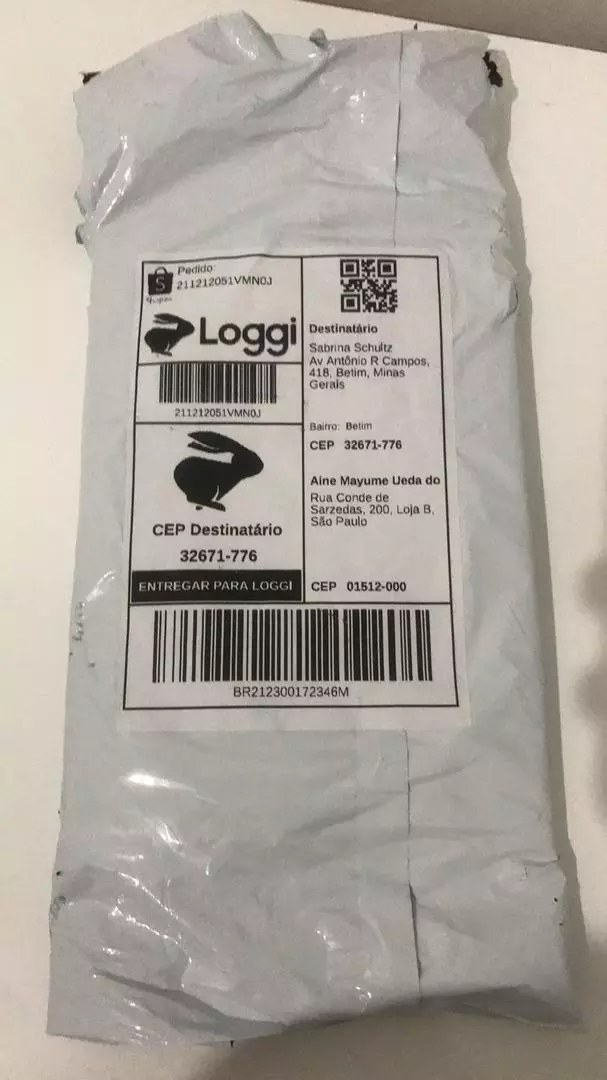 Pedido:
211212051VMN0J
S
Loggi
211212051VMN0J
CEP Destinatário
32671-776
ENTREGAR PARA LOGGI
Destinatário
Sabrina Schultz
Av Antônio R Campos,
418, Betim, Minas
Gerais
Bairro: Betim
CEP 32671-776
Aine Mayume Ueda do
Rua Conde de
Sarzedas, 200, Loja B,
São Paulo
CEP 01512-000
BR212300172346M